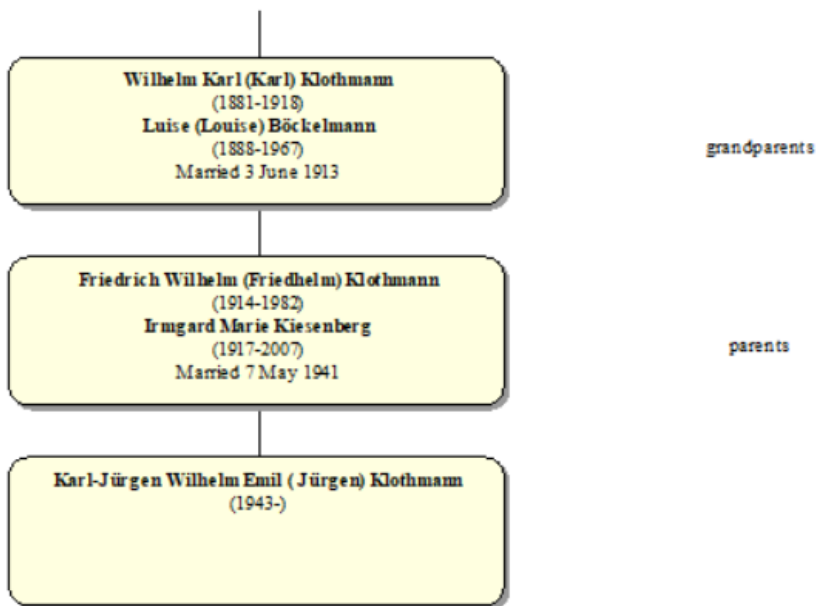 Wilhelm Karl (Karl) Klothmann
(1881-1918)
Luise (Louise) Böckelmann
(1888-1967)
Married 3 June 1913
grandparents
Friedrich Wilhelm (Friedhelm) Klothmann
(1914-1982)
Irmgard Marie Kiesenberg
(1917-2007)
Married 7 May 1941
parents
Karl-Jürgen Wilhelm Emil ( Jürgen) Klothmann
(1943-)